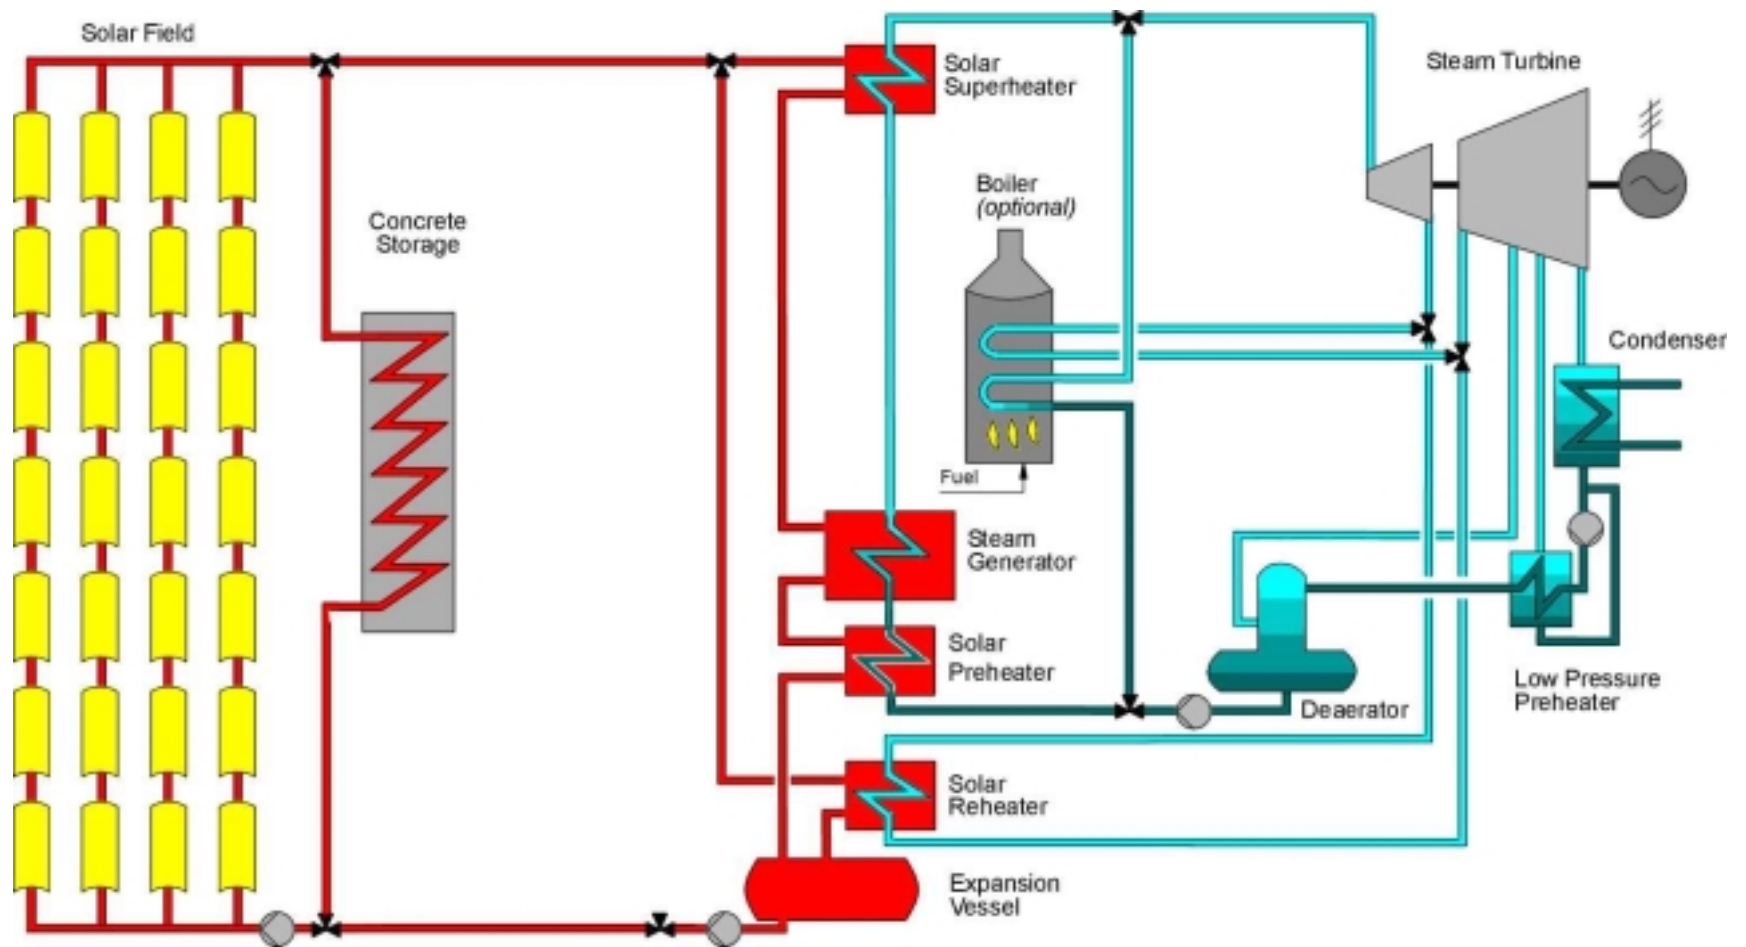 Solar Field
Steam Turbine
Solar
Superheater
Boiler
(optional)
Concrete
Storage
Condenser
Fuel
Steam
Generator
Solar
Preheater
Low Pressure
Preheater
Deaerator
Solar
Reheater
Expansion
Vessel